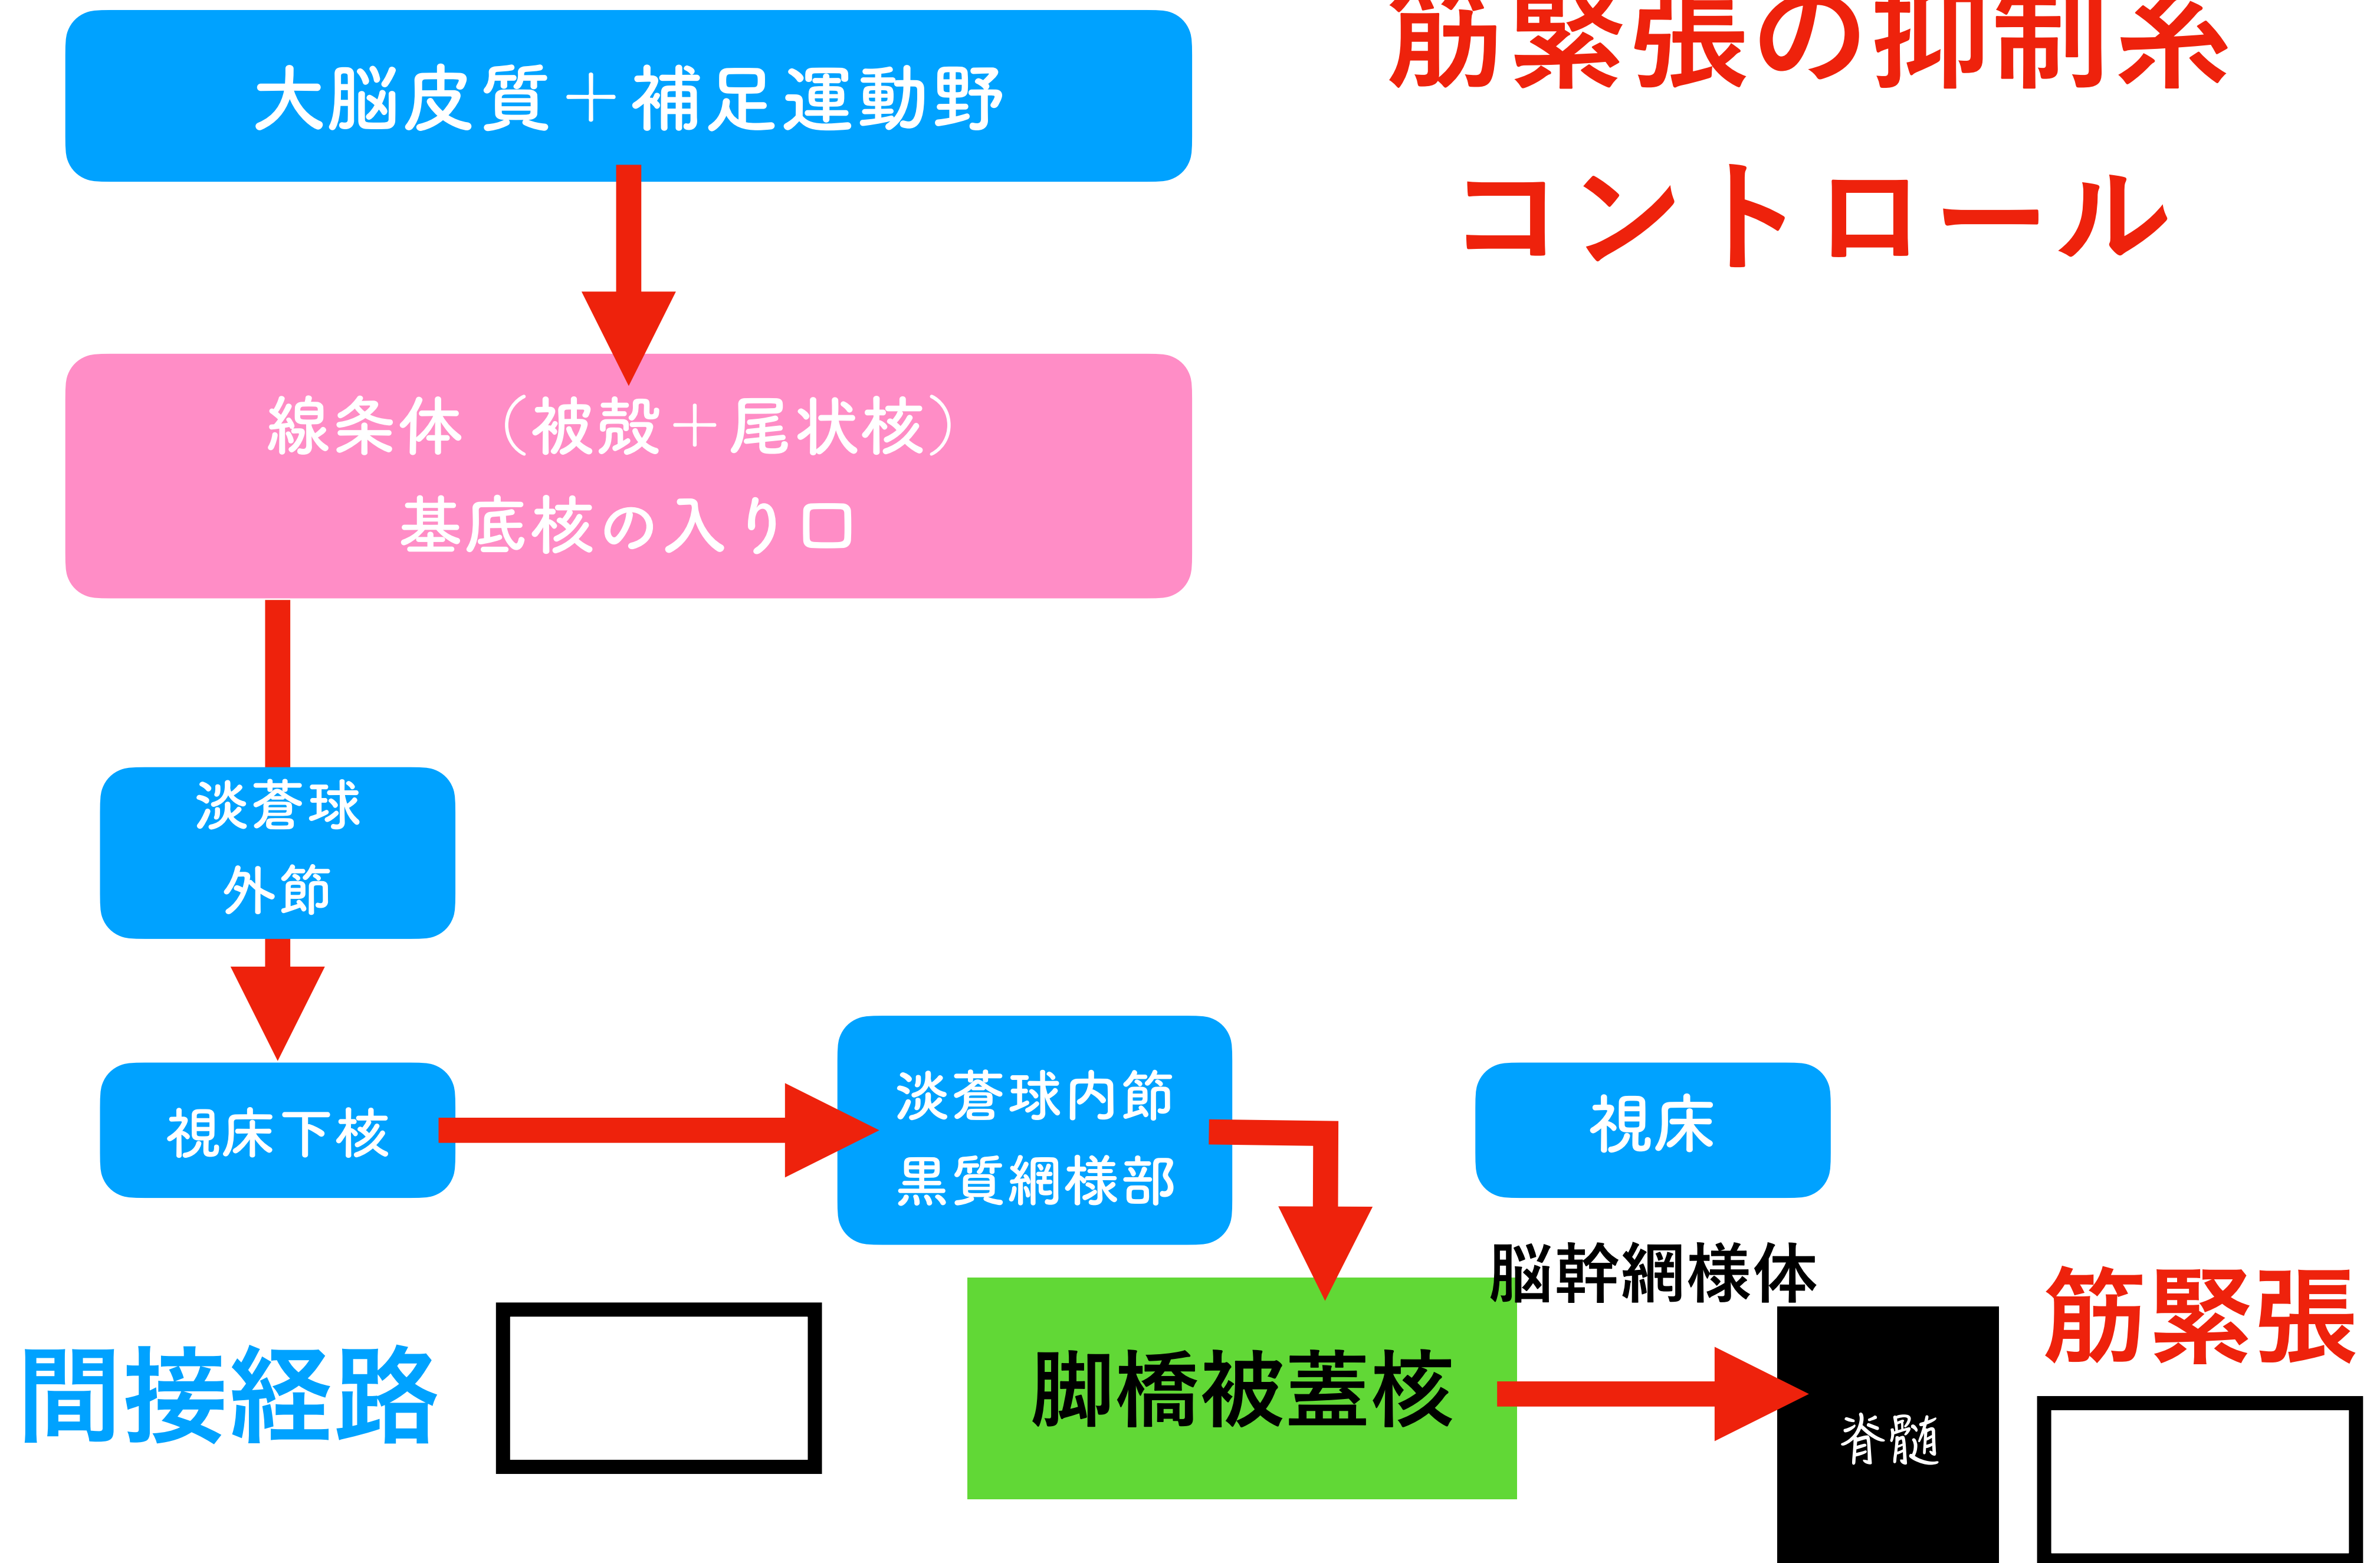 筋緊張の抑制系
コントロール
大脳皮質＋補足運動野
線条体（被殻＋尾状核）
基底核の入り口
淡蒼球
外節
視床下核
淡蒼球内節
黒質網様部
視床
脳幹網様体
間接経路
脚橋被蓋核
脊髄
筋緊張